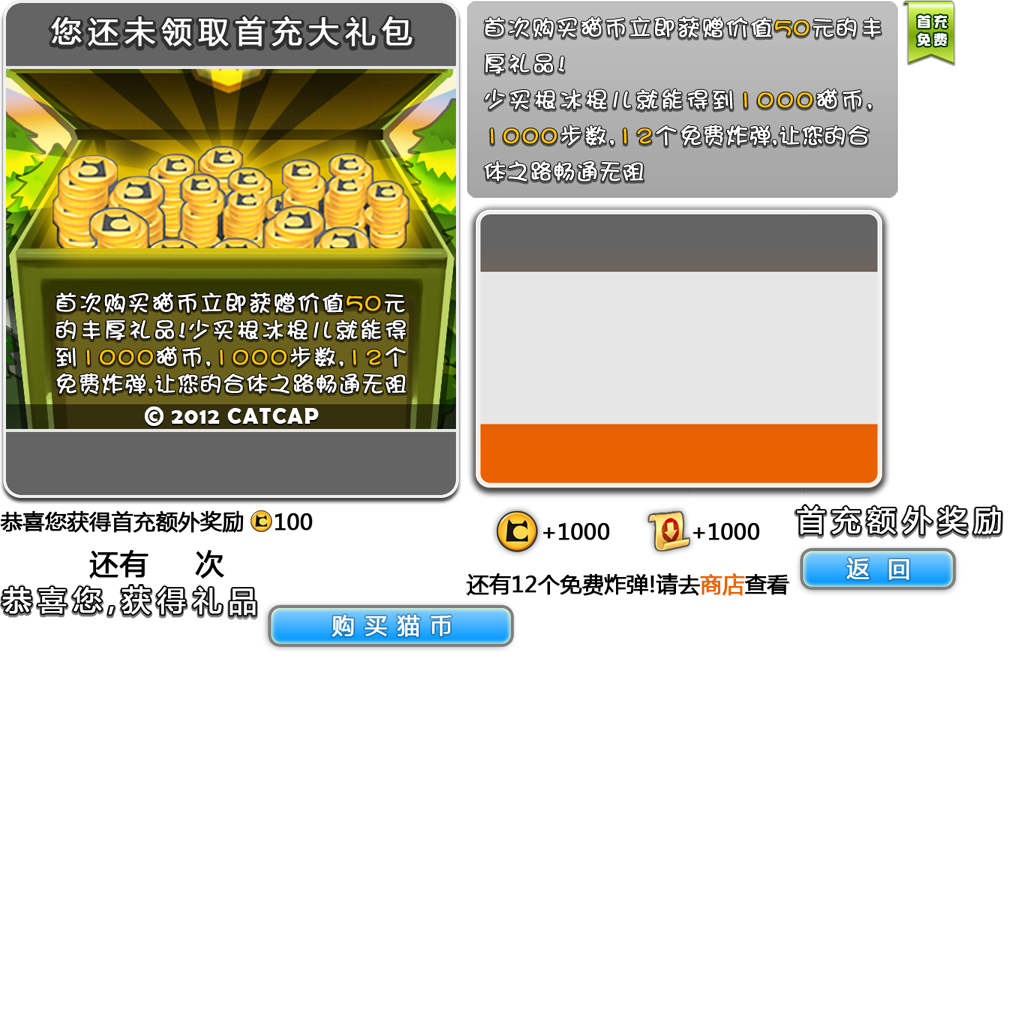 您还未领取首充大礼包
首次购买猫币立即获赠价值50元
的丰厚礼品!少买根冰棍儿就能得
到1000猫币,1000步数,12个
免费炸弹,让您的合体之路畅通无阻
© 2012 CATCAP
首次购买猫币立即获赠价值50元的丰
厚礼品!
少买根冰棍儿就能得到1000猫币,
1000步数,12个免费炸弹,让您的合
体之路畅通无阻
首充
免费
恭喜您获得首充额外奖励 100
还有 次
恭喜您,获得礼品
购买猫币
+1000 +1000
还有12个免费炸弹!请去商店查看
首充额外奖励
返回